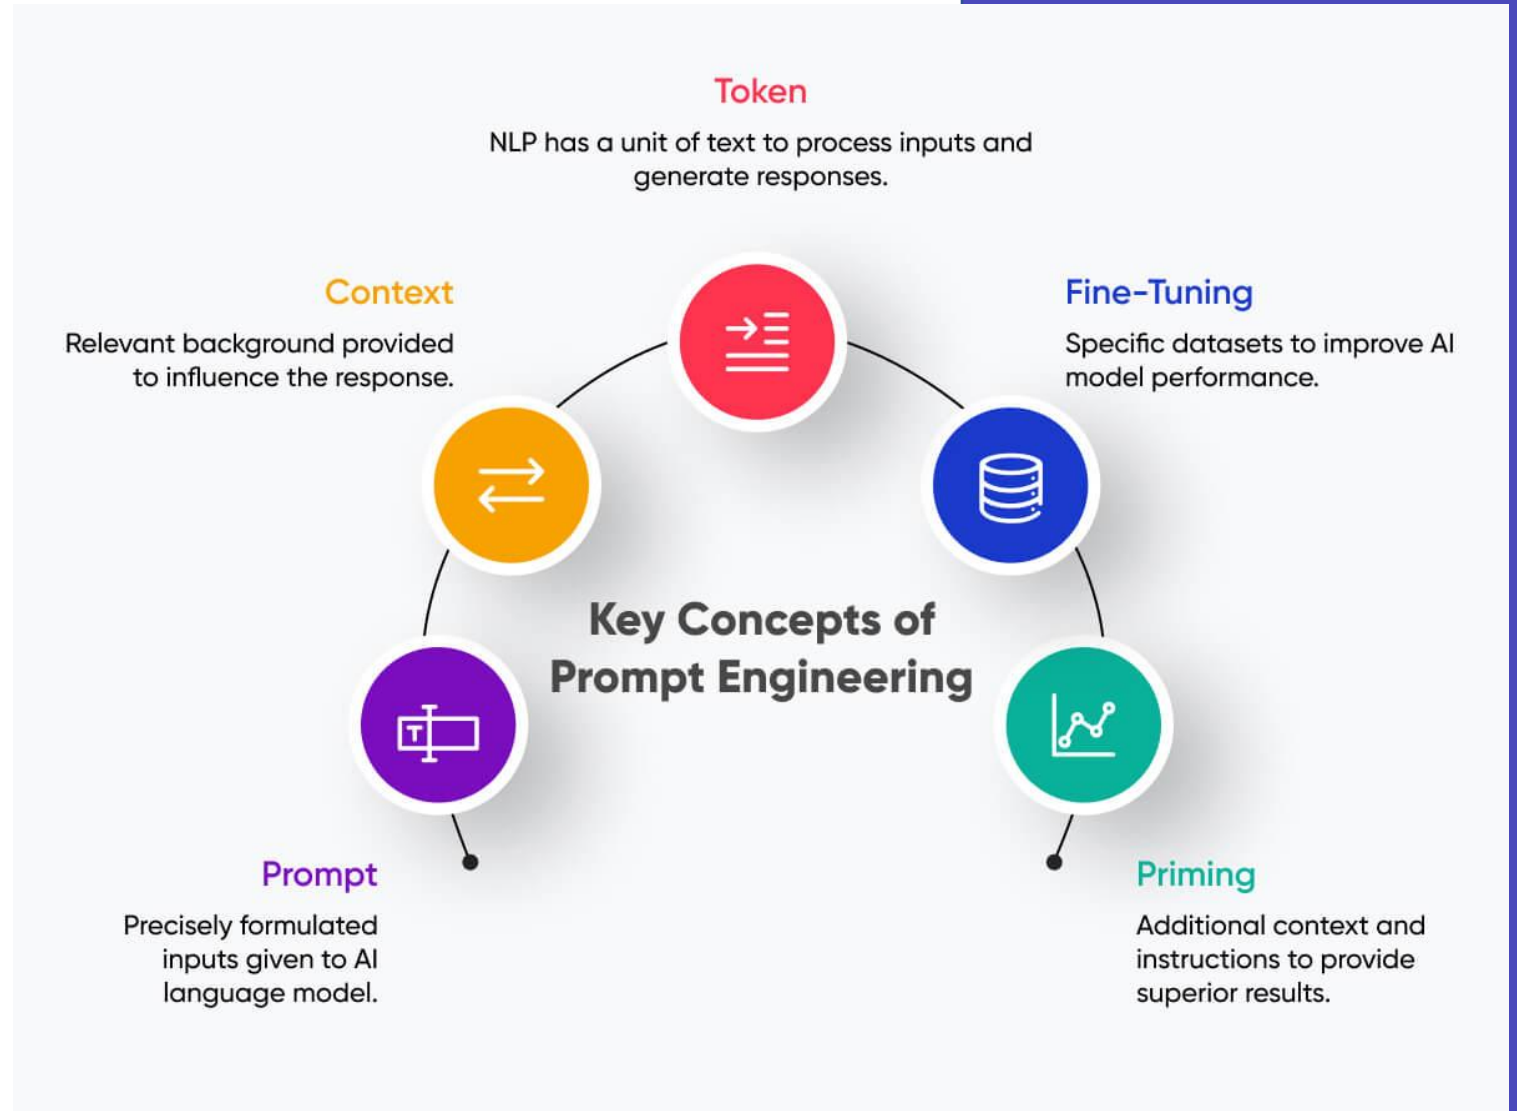 Token
NLP has a unit of text to process inputs and
generate responses.
Context
Relevant background provided
to influence the response.
Fine-Tuning
Specific datasets to improve AI
model performance.
Key Concepts of
Prompt Engineering
T
Prompt
Precisely formulated
inputs given to AI
language model.
Priming
Additional context and
instructions to provide
superior results.